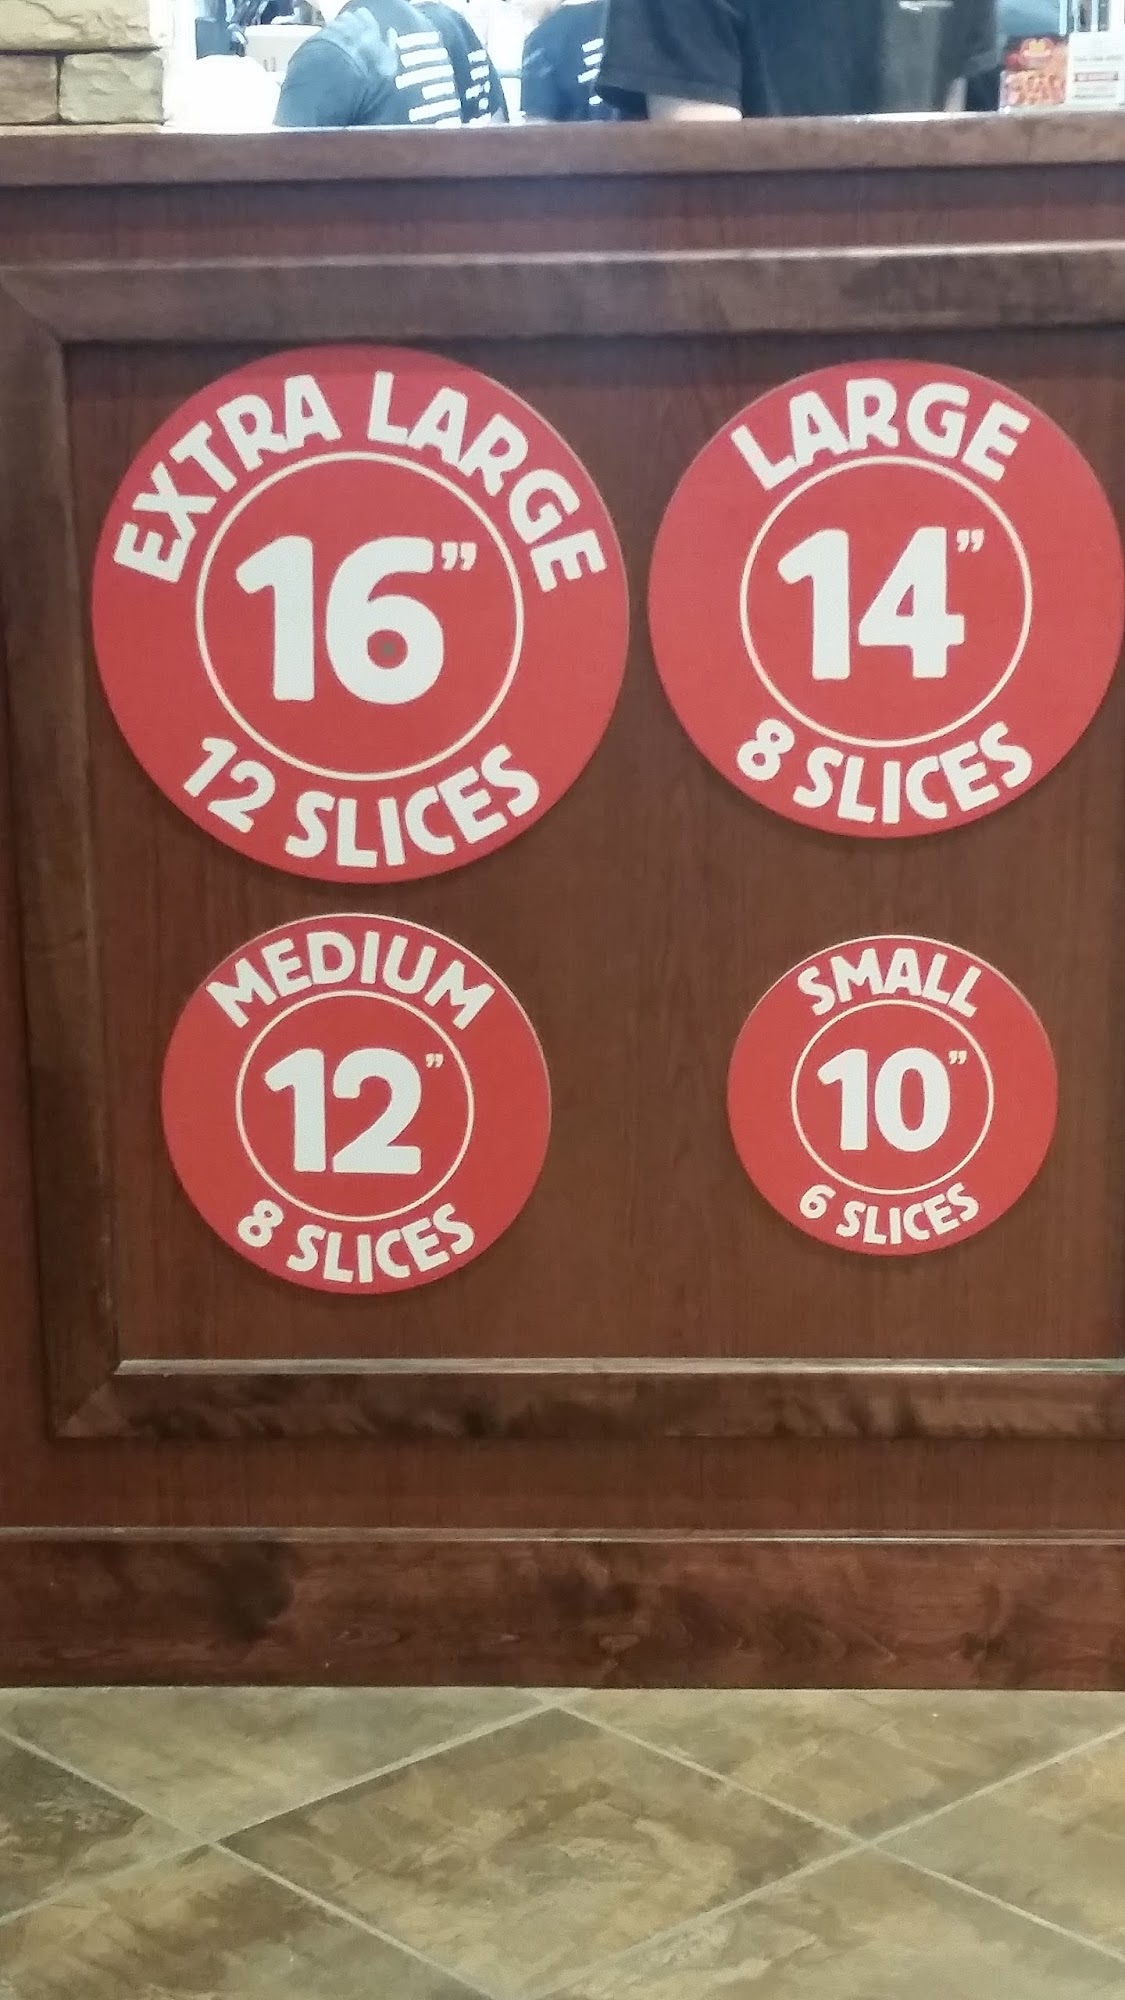 EXTRA LARGE
16”
12 SLICES
LARGE
14”
8 SLICES
MEDIUM
12”
8 SLICES
SMALL
10”
6 SLICES